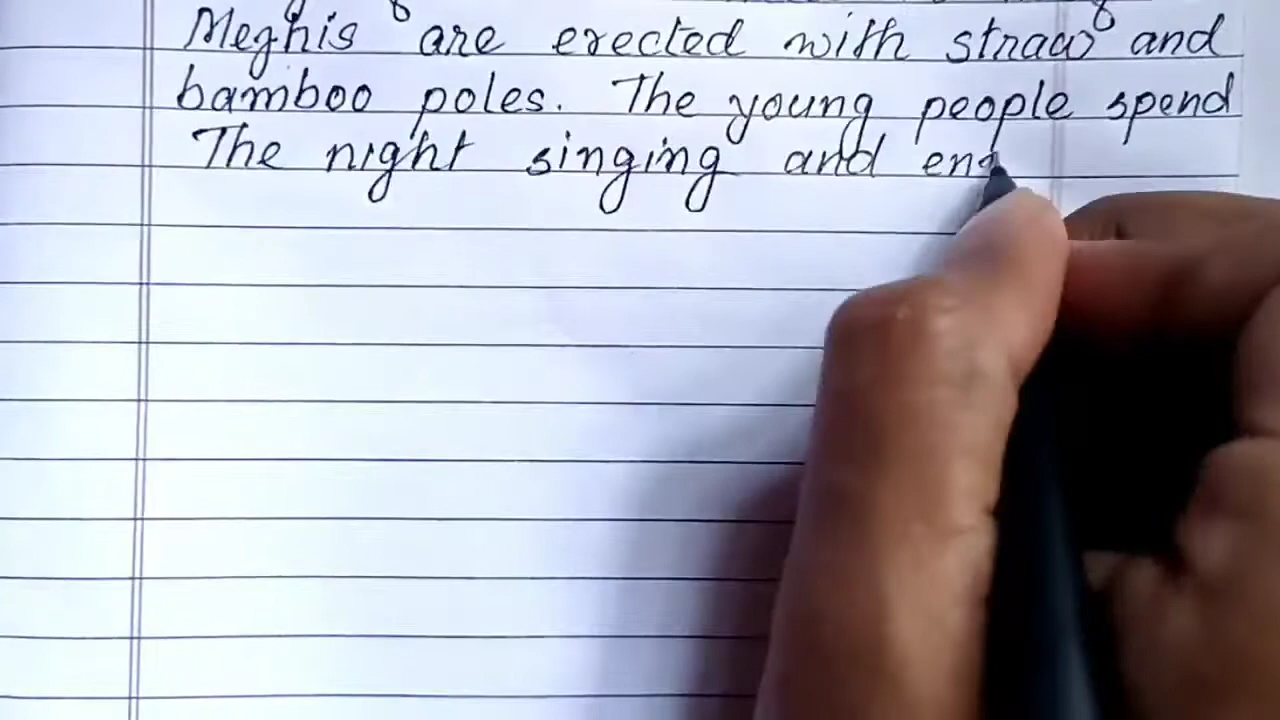 Meghis are erected with straw and
bamboo poles. The young people spend
The night singing and